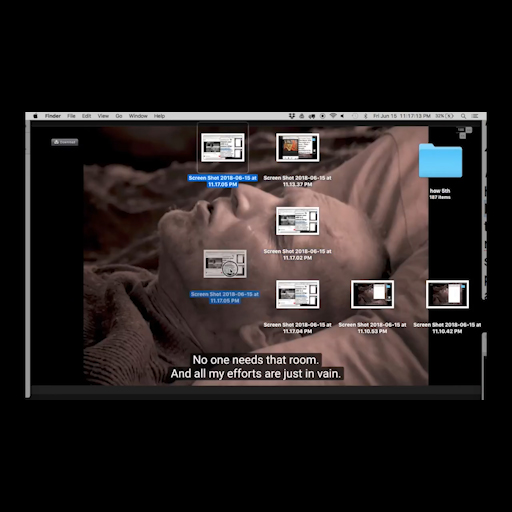 Finder File Edit View Go Window Help
Fri Jun 15 11:17:13 PM
Screen Shot 2018-06-15 at
11.17.05 PM
Screen Shot 2018-06-15 at
11.13.37 PM
how 5th
187 items
Screen Shot 2018-06-15 at
11.17.02 PM
Screen Shot 2018-06-15 at
11.17.05 PM
Screen Shot 2018-06-15 at
11.17.04 PM
Screen Shot 2018-06-15 at
11.10.53 PM
Screen Shot 2018-06-15 at
11.10.42 PM
No one needs that room.
And all my efforts are just in vain.